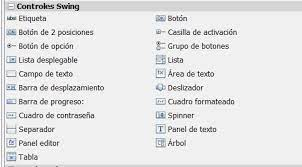 Controles Swing
Etiqueta Botón
Botón de 2 posiciones Casilla de activación
Botón de opción Grupo de botones
Lista desplegable Lista
Campo de texto Área de texto
Barra de desplazamiento Deslizador
Barra de progreso: Cuadro formateado
Cuadro de contraseña Spinner
Separador Panel de texto
Panel editor Árbol
Tabla